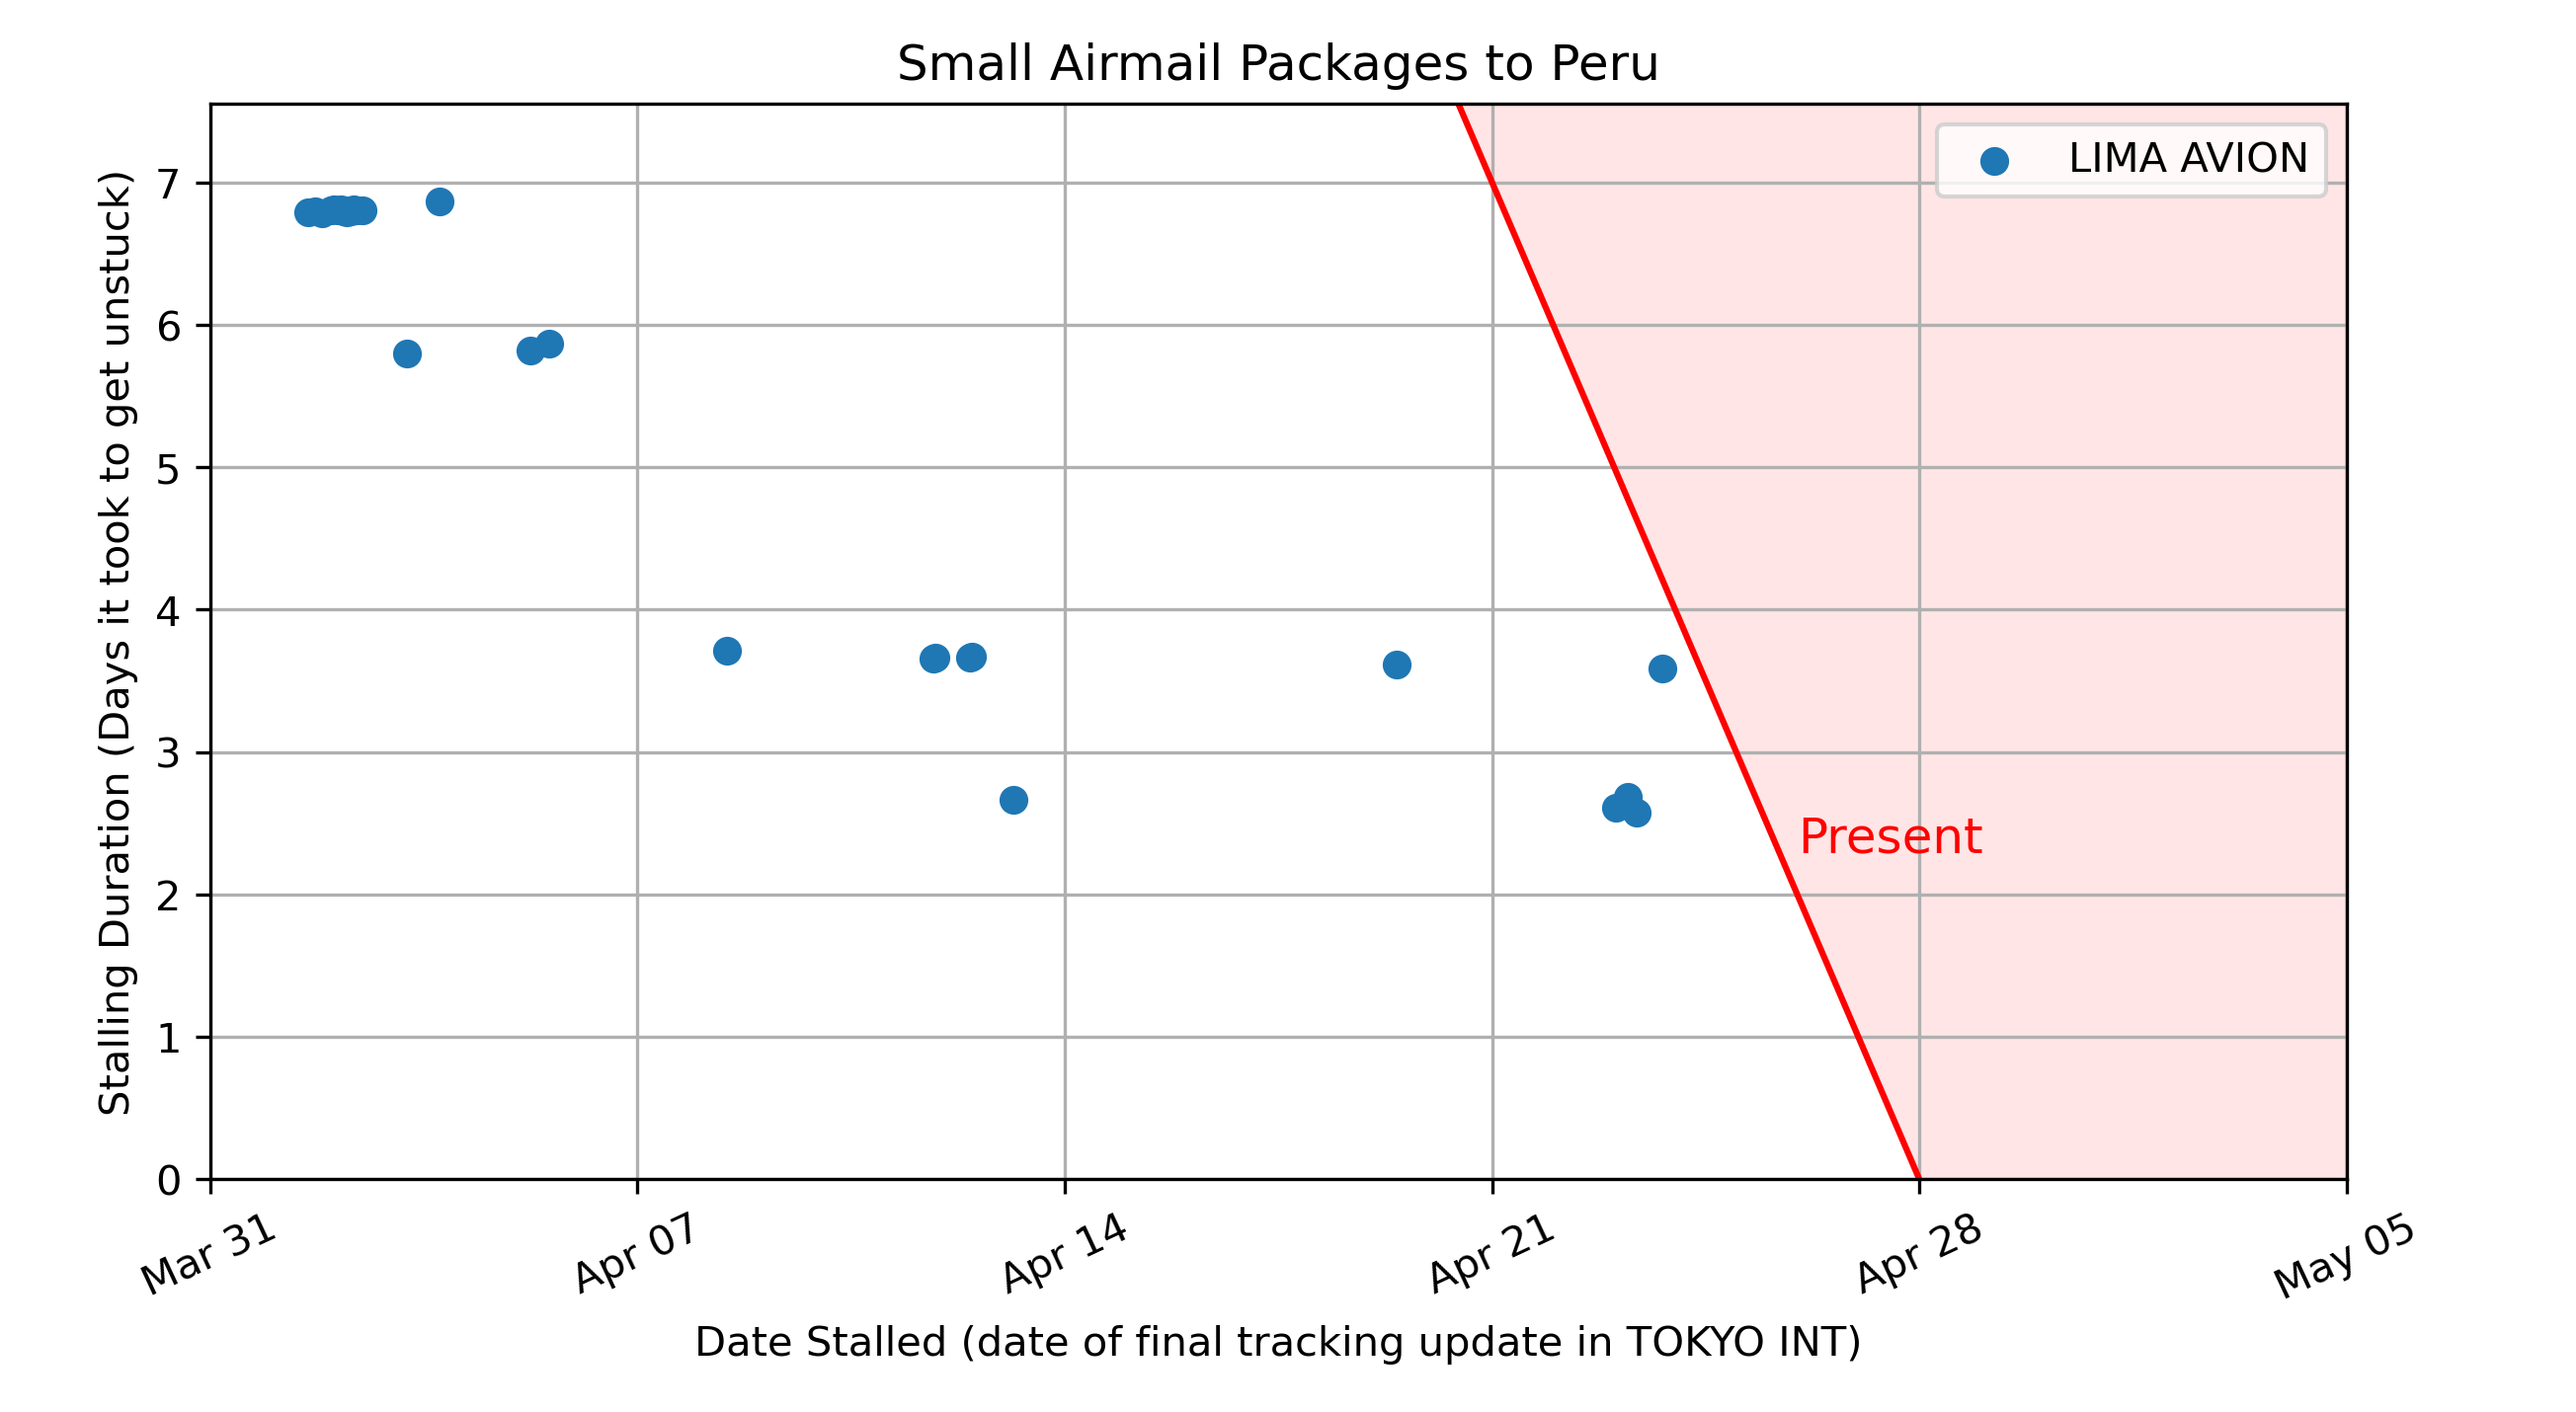 Small Airmail Packages to Peru
LIMA AVION
Stalling Duration (Days it took to get unstuck)
7
6
5
4
3
2
1
0
Present
Mar 31
Apr 07
Apr 14
Apr 21
Apr 28
May 05
Date Stalled (date of final tracking update in TOKYO INT)